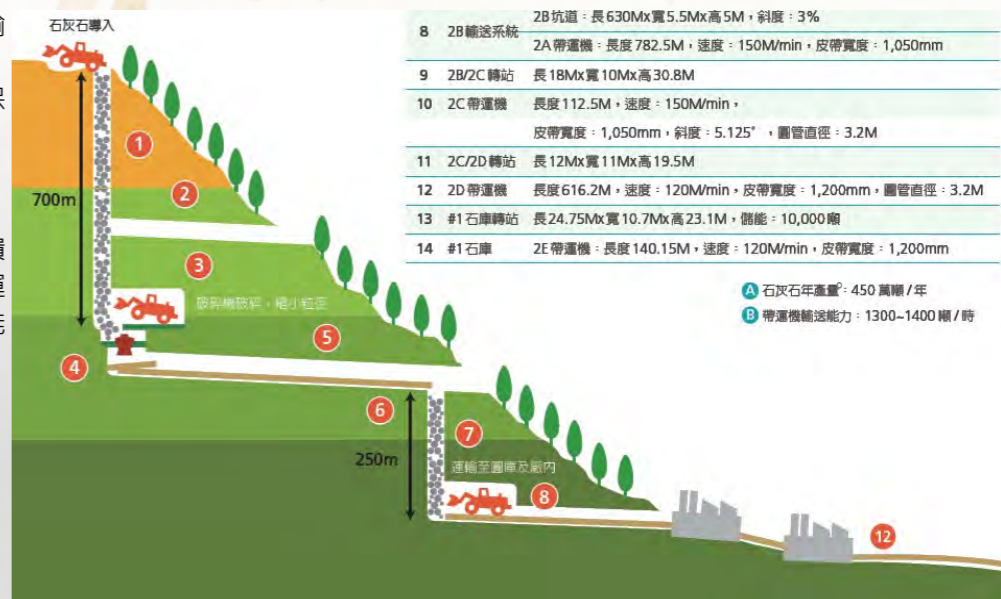 石灰石導入
700m
1
2
3
破碎機破碎，縮小粒徑
5
4
6
250m
7
運輸至圓庫及廠內
8
12
8 2B輸送系統 2B坑道：長630Mx寬5.5Mx高5M，斜度：3%
2A帶運機：長度782.5M，速度：150M/min，皮帶寬度：1,050mm
9 2B/2C轉站 長18Mx寬10Mx高30.8M
10 2C帶運機 長度112.5M，速度：150M/min，
皮帶寬度：1,050mm，斜度：5.125°，圓管直徑：3.2M
11 2C/2D轉站 長12Mx寬11Mx高19.5M
12 2D帶運機 長度616.2M，速度：120M/min，皮帶寬度：1,200mm，圓管直徑：3.2M
13 #1石庫轉站 長24.75Mx寬10.7Mx高23.1M，儲能：10,000噸
14 #1石庫 2E帶運機：長度140.15M，速度：120M/min，皮帶寬度：1,200mm
A 石灰石年產量：450萬噸/年
B 帶運機輸送能力：1300~1400噸/時